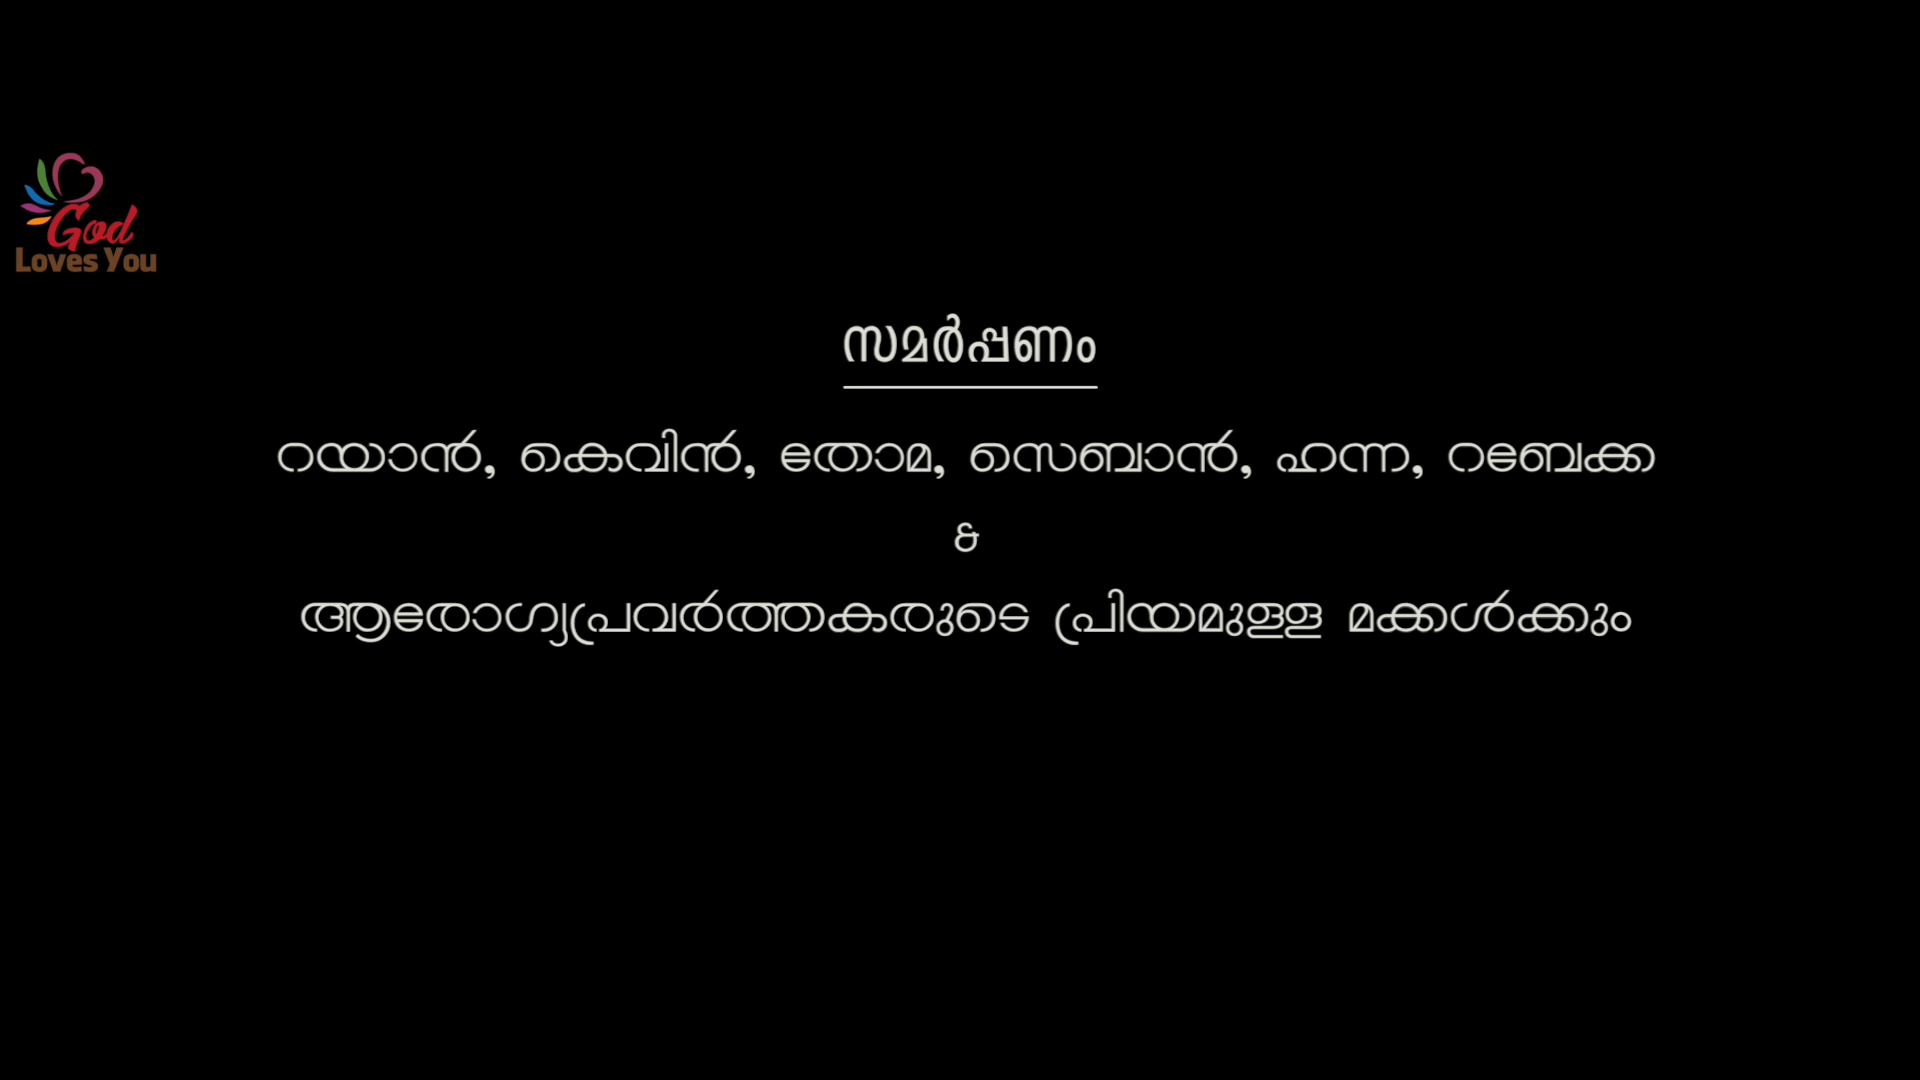 God
Loves You
സമർപ്പണം
റയാൻ, കെവിൻ, തോമ, സെബാൻ, ഹന്ന, റബേക്ക
&
ആരോഗ്യപ്രവർത്തകരുടെ പ്രിയമുള്ള മക്കൾക്കും